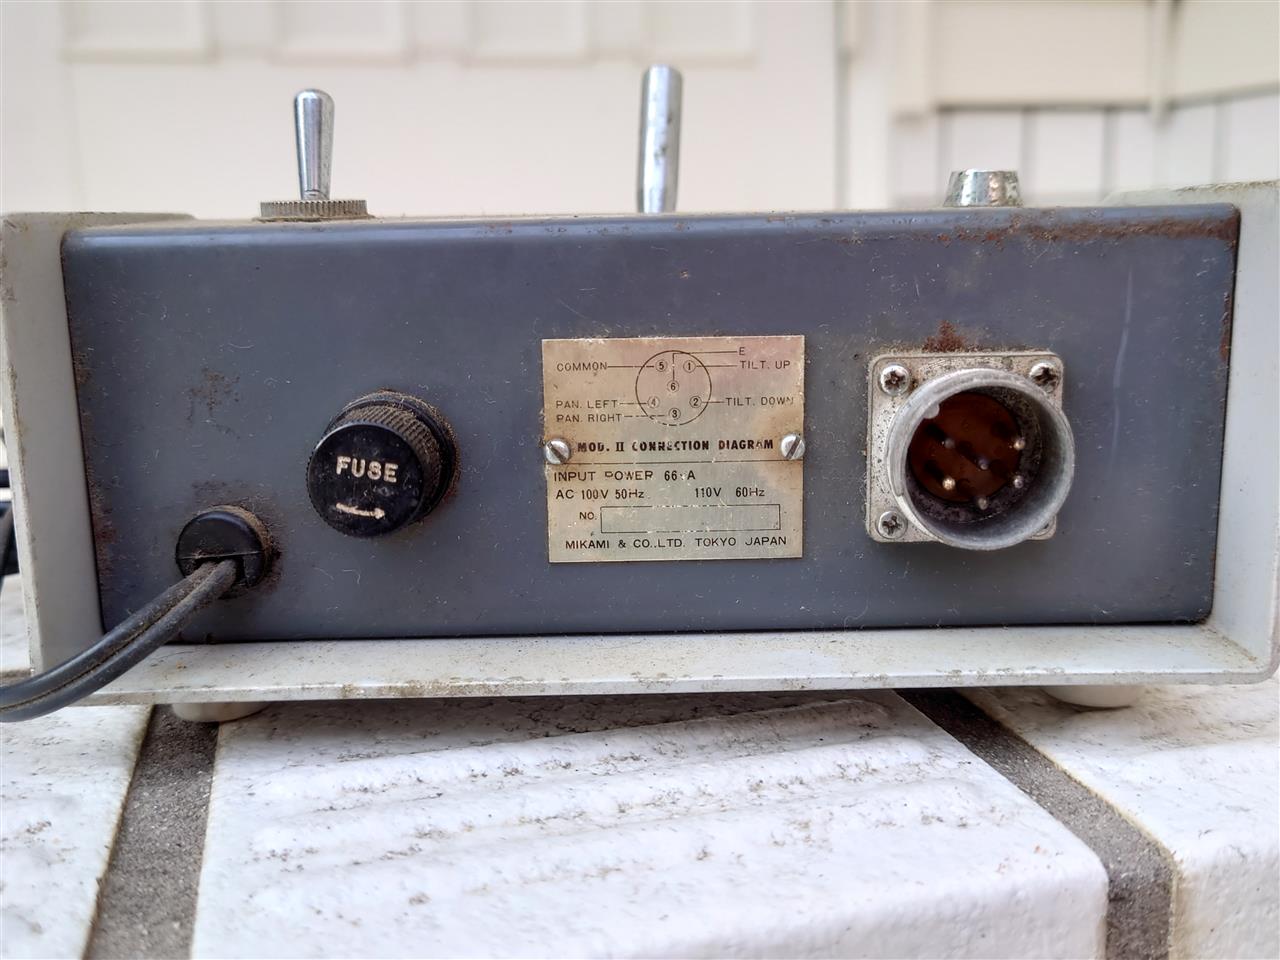 FUSE
E
COMMON 5 1 TILT. UP
6
PAN. LEFT 4 2 TILT. DOWN
PAN. RIGHT 3
MOD. II CONNECTION DIAGRAM
INPUT POWER 66 A
AC 100V 50Hz 110V 60Hz
NO.
MIKAMI & CO.,LTD. TOKYO JAPAN